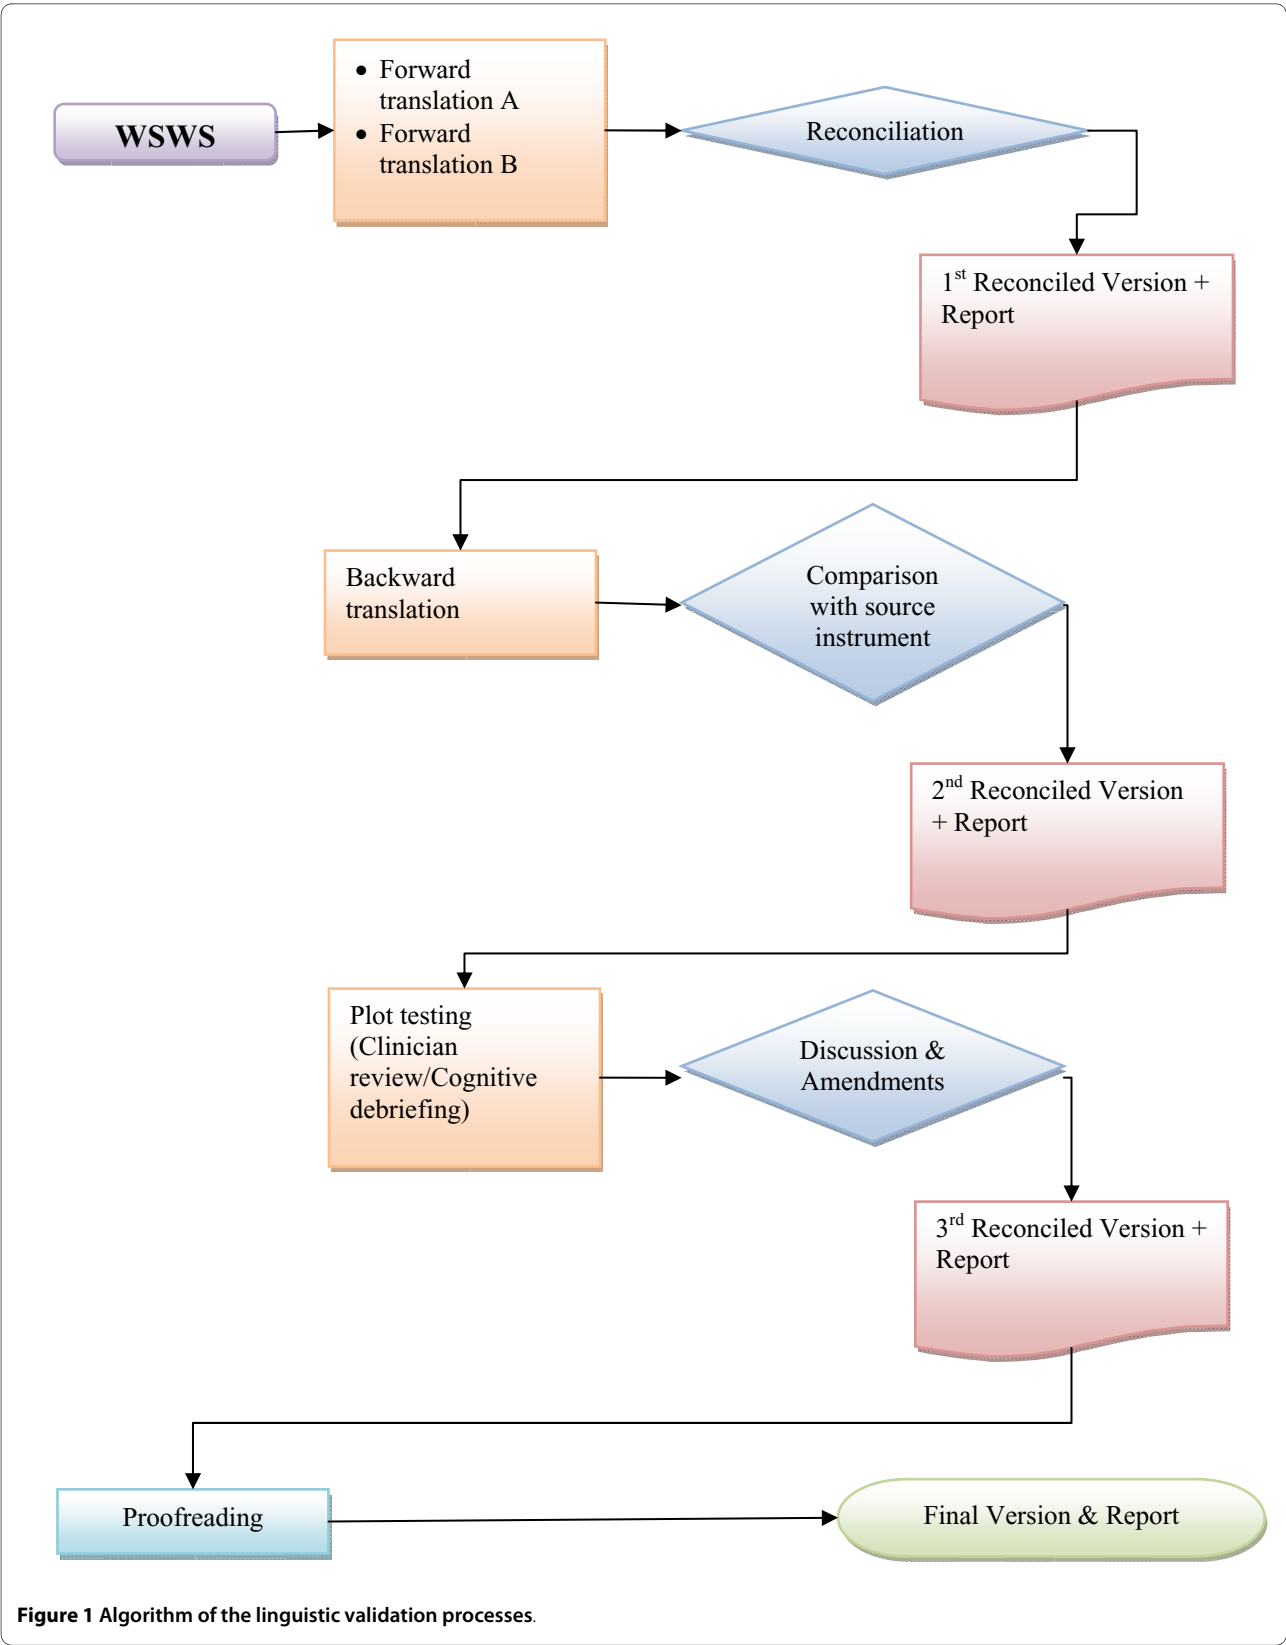 WSWS
• Forward
translation A
• Forward
translation B
Reconciliation
1st Reconciled Version +
Report
Backward
translation
Comparison
with source
instrument
2nd Reconciled Version
+ Report
Plot testing
(Clinician
review/Cognitive
debriefing)
Discussion &
Amendments
3rd Reconciled Version +
Report
Proofreading
Final Version & Report
Figure 1 Algorithm of the linguistic validation processes.